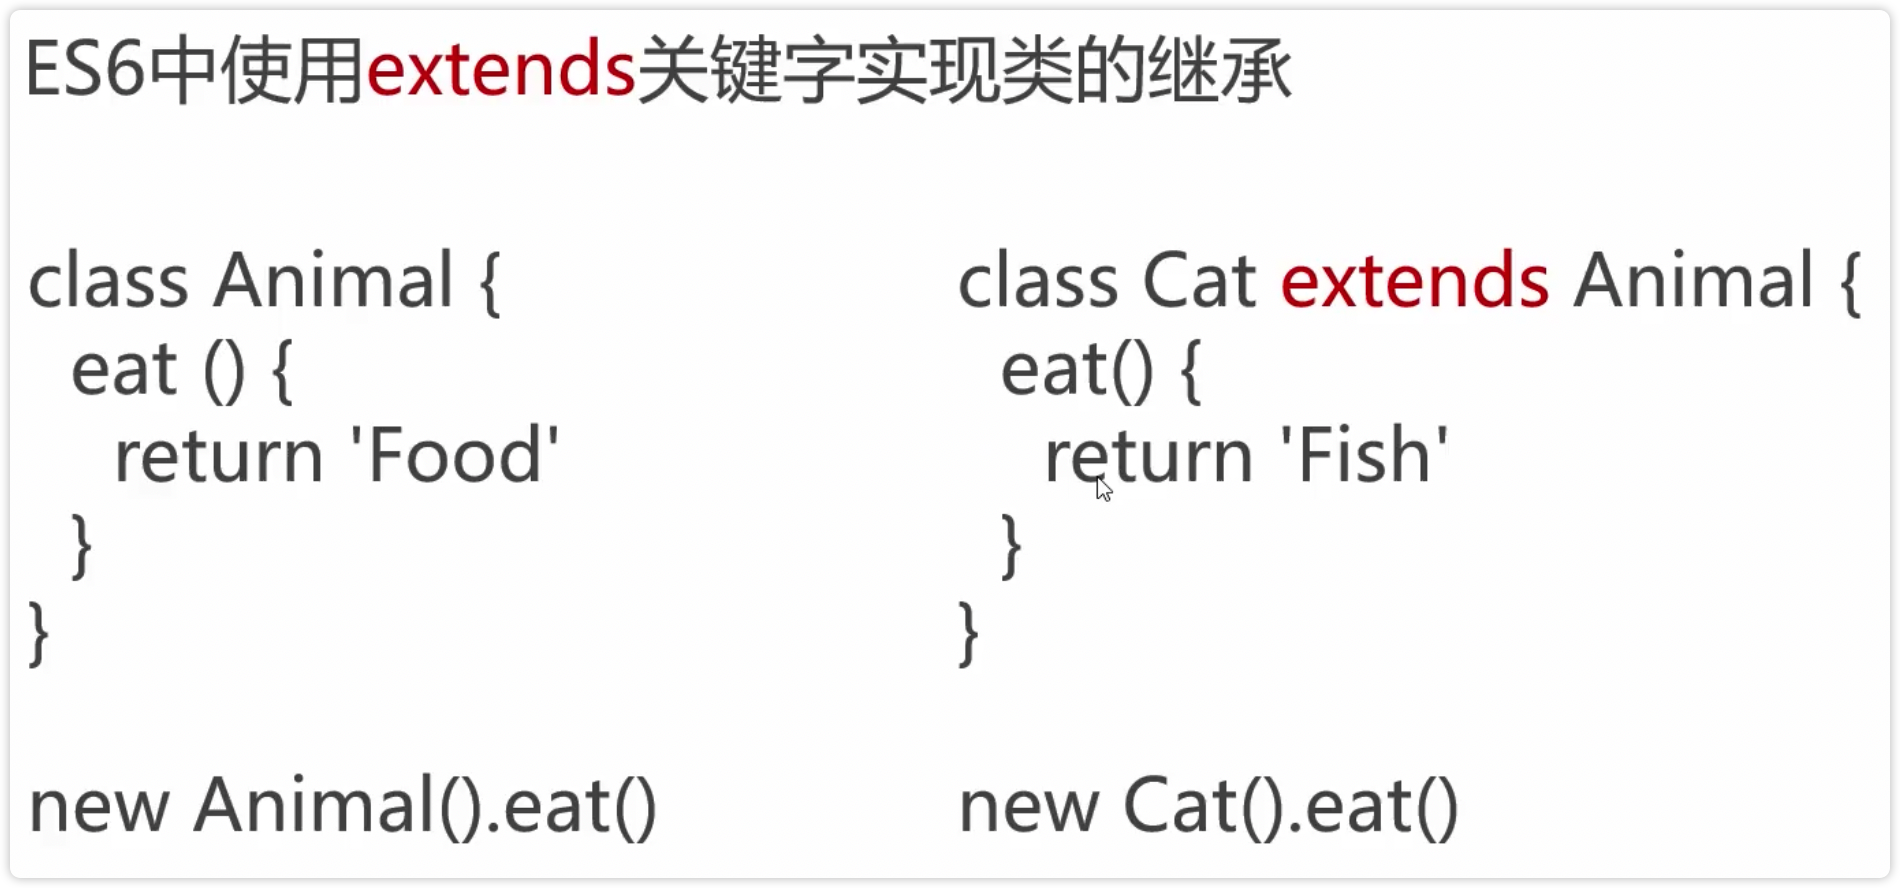 ES6中使用extends关键字实现类的继承
class Animal {
eat () {
return 'Food'
}
}
new Animal().eat()
class Cat extends Animal {
eat() {
return 'Fish'
}
}
new Cat().eat()